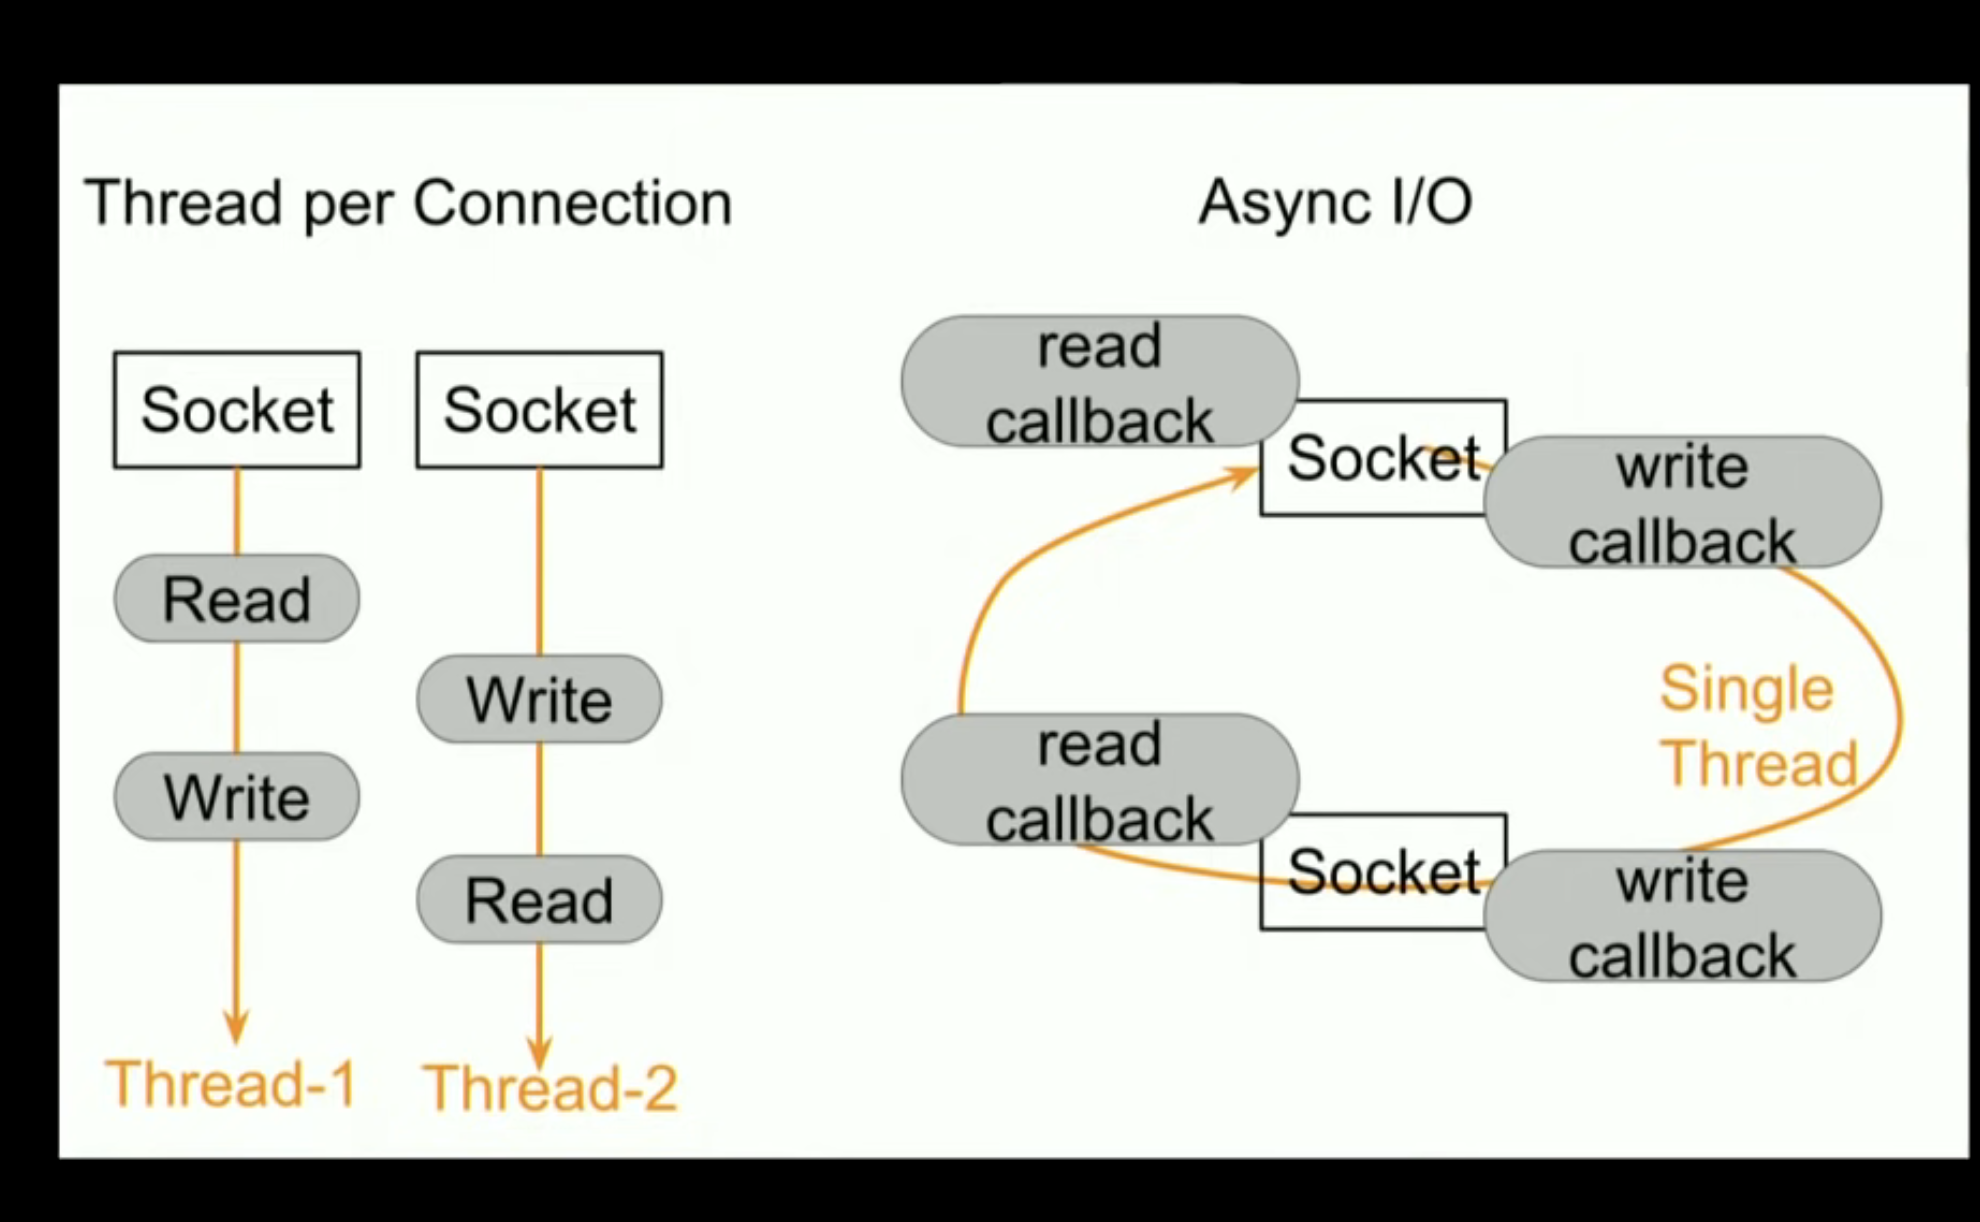 Thread per Connection
Socket
Read
Write
Thread-1
Socket
Write
Read
Thread-2
Async I/O
read
callback
Socket
write
callback
Single
Thread
read
callback
Socket
write
callback